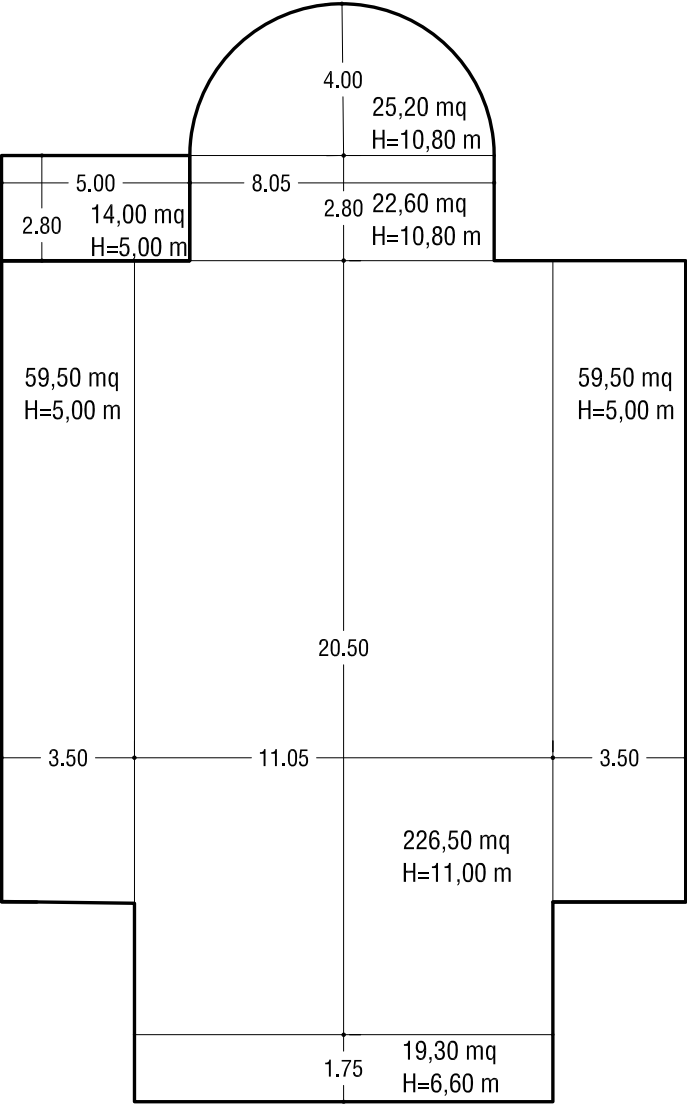 4.00
25,20 mq
H=10,80 m
5.00
8.05
2.80
14,00 mq
H=5,00 m
2.80
22,60 mq
H=10,80 m
59,50 mq
H=5,00 m
59,50 mq
H=5,00 m
20.50
3.50
11.05
3.50
226,50 mq
H=11,00 m
1.75
19,30 mq
H=6,60 m